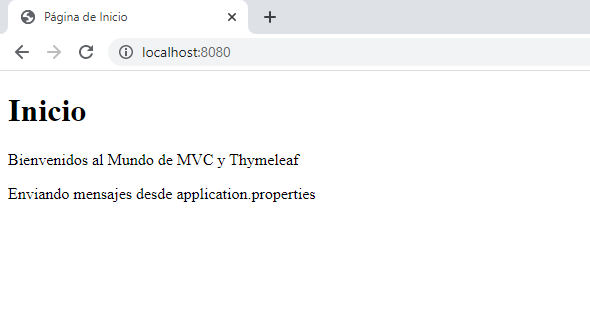 Página de Inicio
localhost:8080
Inicio
Bienvenidos al Mundo de MVC y Thymeleaf
Enviando mensajes desde application.properties